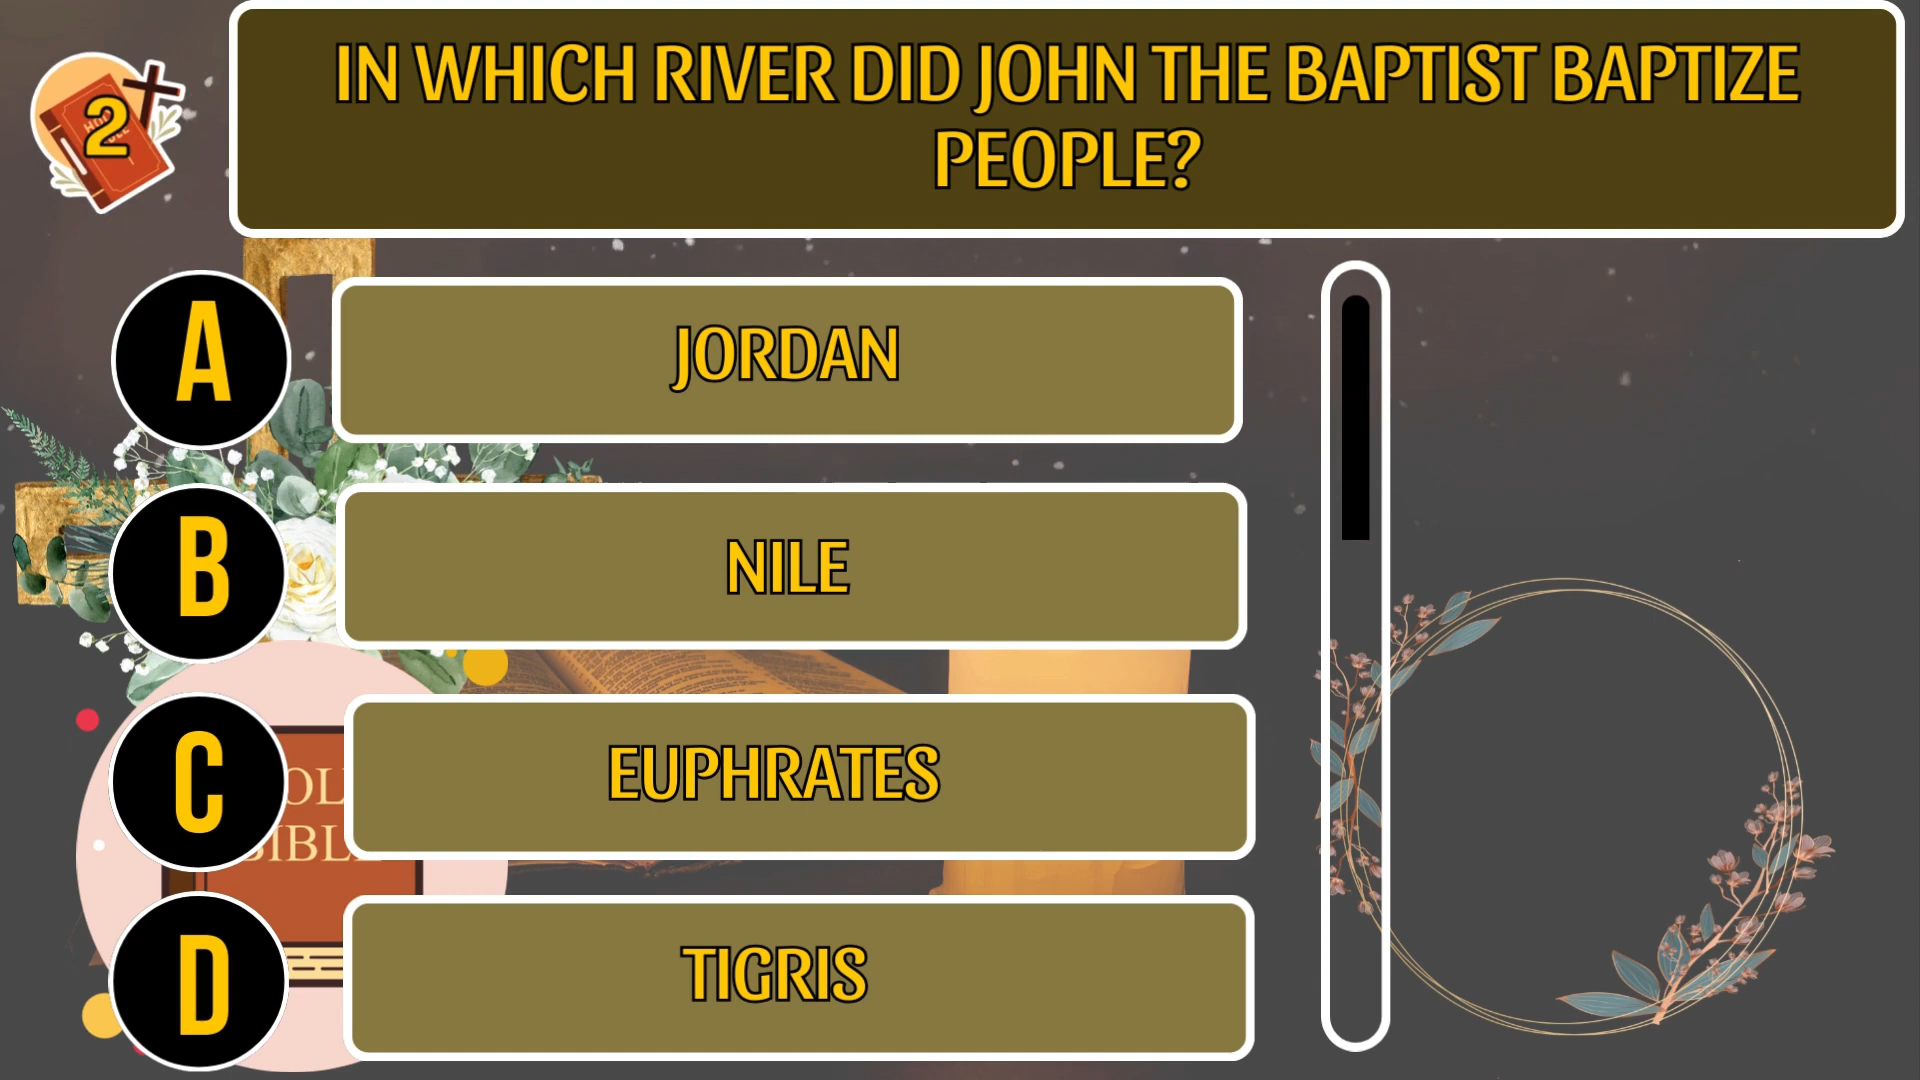 2
IN WHICH RIVER DID JOHN THE BAPTIST BAPTIZE
PEOPLE?
A
JORDAN
B
NILE
C
EUPHRATES
D
TIGRIS